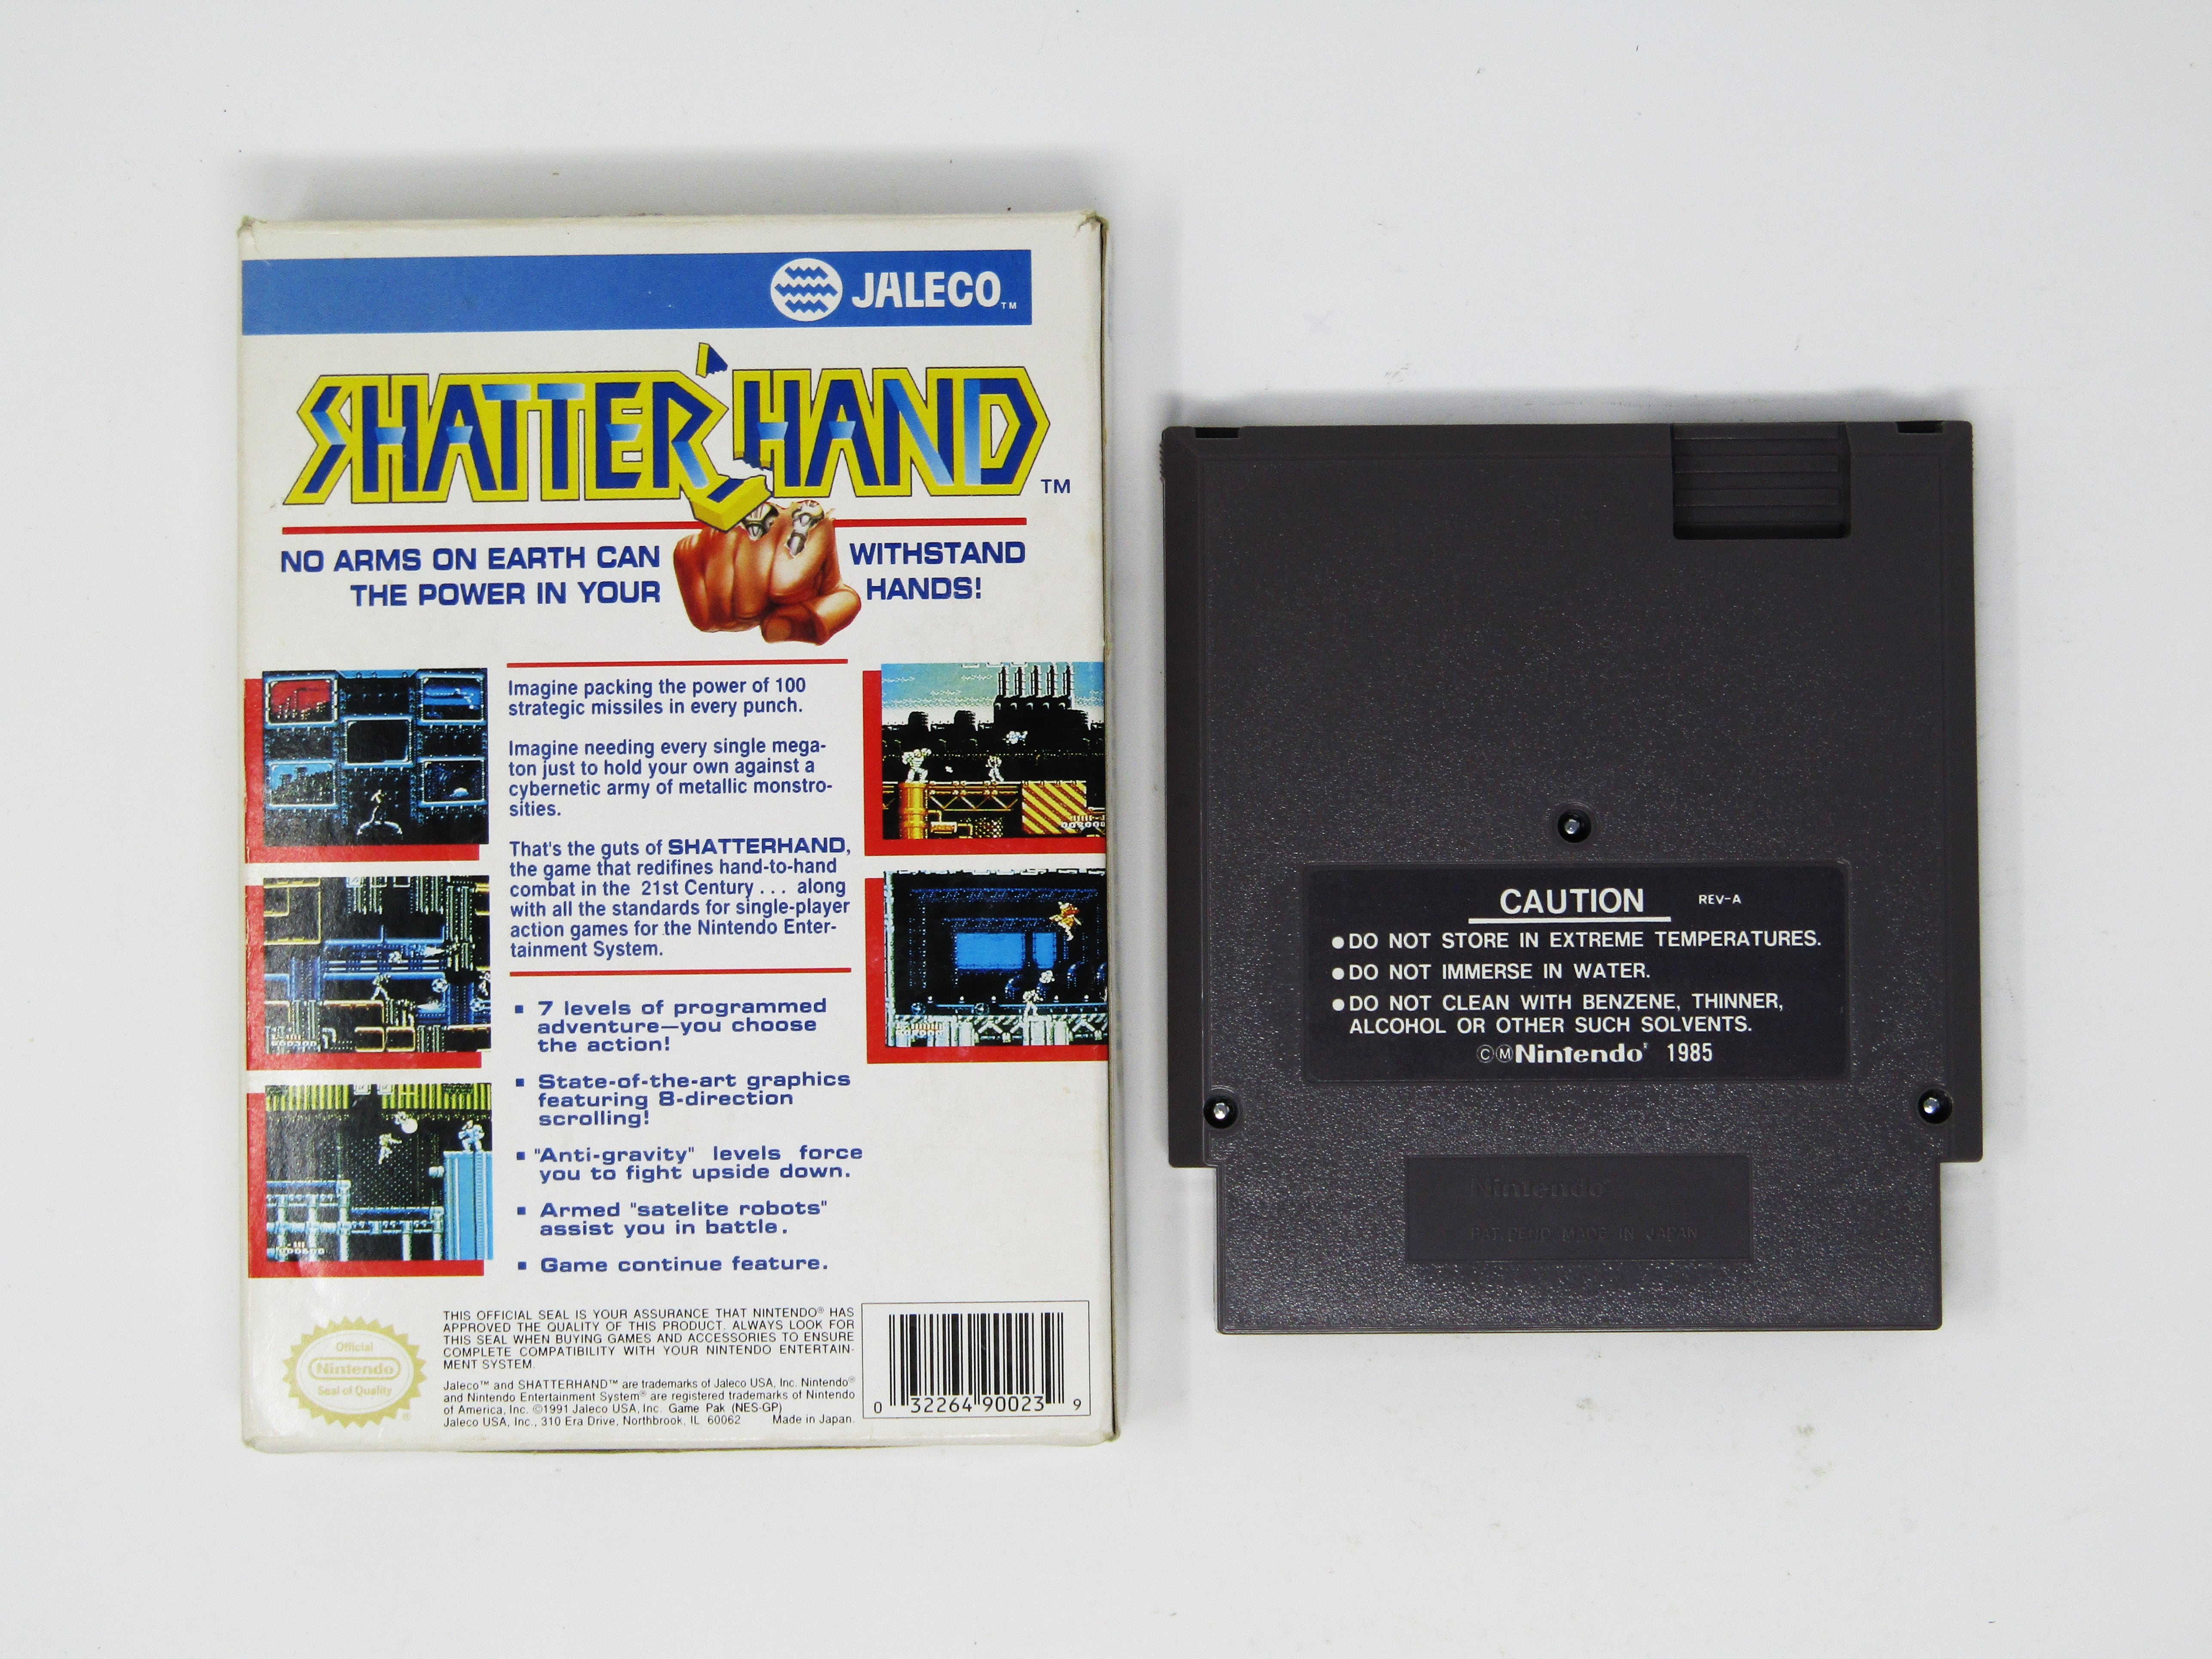 JALECO™
SHATTERHAND™
NO ARMS ON EARTH CAN WITHSTAND
THE POWER IN YOUR HANDS!
Imagine packing the power of 100
strategic missiles in every punch.
Imagine needing every single mega-
ton just to hold your own against a
cybernetic army of metallic monstro-
sities.
That's the guts of SHATTERHAND,
the game that redifines hand-to-hand
combat in the 21st Century . . . along
with all the standards for single-player
action games for the Nintendo Enter-
tainment System.
▪ 7 levels of programmed
adventure—you choose
the action!
▪ State-of-the-art graphics
featuring 8-direction
scrolling!
▪ "Anti-gravity" levels force
you to fight upside down.
▪ Armed "satelite robots"
assist you in battle.
▪ Game continue feature.
Official
Nintendo
Seal of Quality
®
THIS OFFICIAL SEAL IS YOUR ASSURANCE THAT NINTENDO® HAS
APPROVED THE QUALITY OF THIS PRODUCT. ALWAYS LOOK FOR
THIS SEAL WHEN BUYING GAMES AND ACCESSORIES TO ENSURE
COMPLETE COMPATIBILITY WITH YOUR NINTENDO ENTERTAIN-
MENT SYSTEM.
Jaleco™ and SHATTERHAND™ are trademarks of Jaleco USA, Inc. Nintendo®
and Nintendo Entertainment System® are registered trademarks of Nintendo
of America, Inc. ©1991 Jaleco USA, Inc. Game Pak (NES-GP)
Jaleco USA, Inc., 310 Era Drive, Northbrook, IL 60062 Made in Japan.
0 32264 90023 9
CAUTION REV-A
●DO NOT STORE IN EXTREME TEMPERATURES.
●DO NOT IMMERSE IN WATER.
●DO NOT CLEAN WITH BENZENE, THINNER,
ALCOHOL OR OTHER SUCH SOLVENTS.
ⒸⓂNintendo® 1985
Nintendo®
PAT.PEND. MADE IN JAPAN